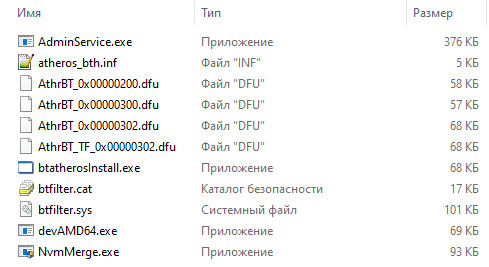 Имя Тип Размер
AdminService.exe Приложение 376 КБ
atheros_bth.inf Файл "INF" 5 КБ
AthrBT_0x00000200.dfu Файл "DFU" 58 КБ
AthrBT_0x00000300.dfu Файл "DFU" 57 КБ
AthrBT_0x00000302.dfu Файл "DFU" 68 КБ
AthrBT_TF_0x00000302.dfu Файл "DFU" 68 КБ
btatherosInstall.exe Приложение 68 КБ
btfilter.cat Каталог безопасности 17 КБ
btfilter.sys Системный файл 101 КБ
devAMD64.exe Приложение 69 КБ
NvmMerge.exe Приложение 93 КБ